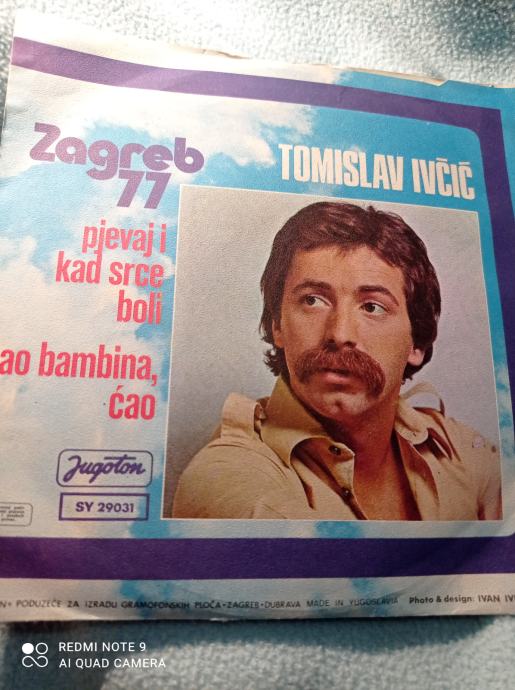 Zagreb
77
TOMISLAV IVČIĆ
pjevaj i
kad srce
boli
ao bambina,
ćao
Jugoton
SY 29031
N• PODUZEĆE ZA IZRADU GRAMOFONSKIH PLOČA•ZAGREB•DUBRAVA MADE IN YUGOSLAVIA Photo & design: IVAN
REDMI NOTE 9
AI QUAD CAMERA